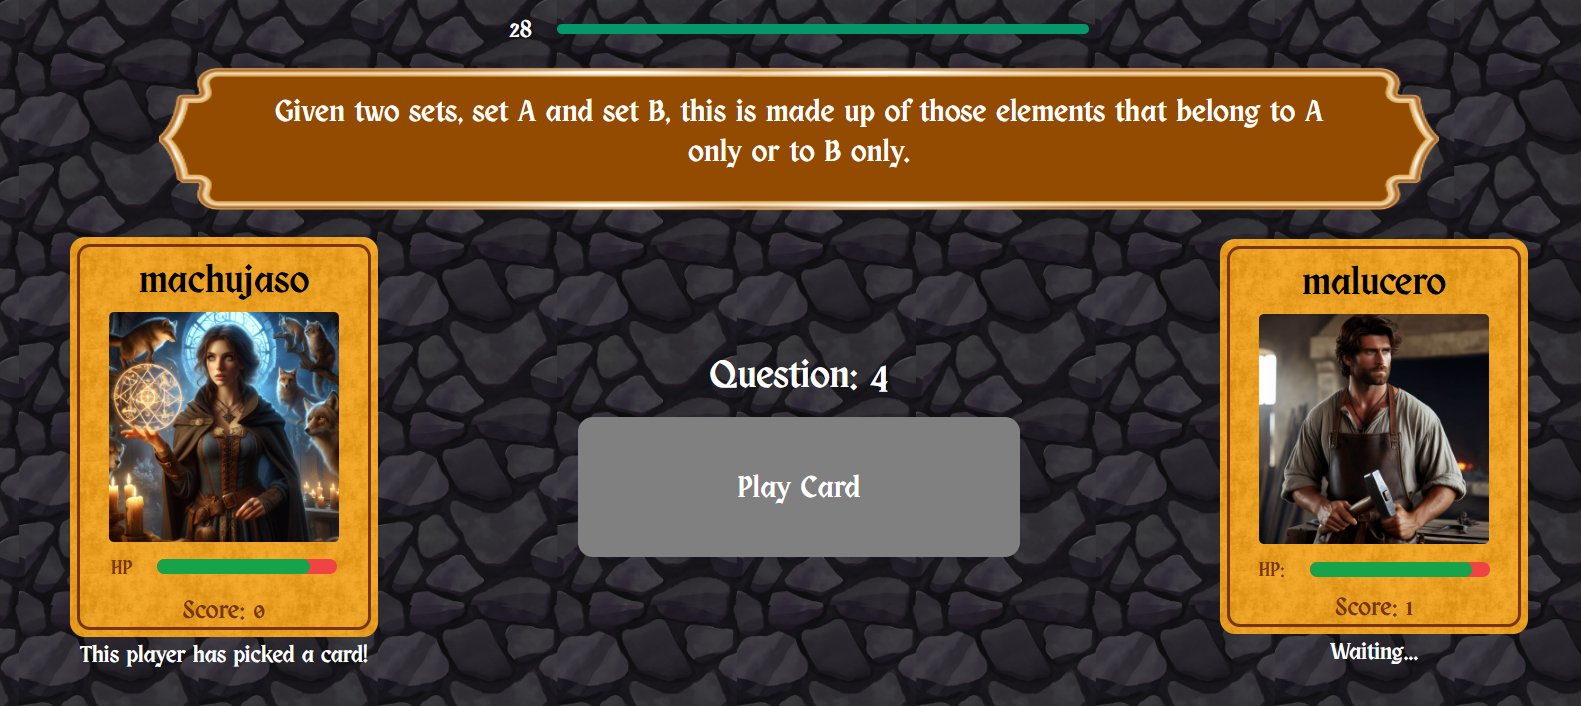 28
Given two sets, set A and set B, this is made up of those elements that belong to A
only or to B only.
machujaso
HP
Score: 0
This player has picked a card!
Question: 4
Play Card
malucero
HP:
Score: 1
Waiting...